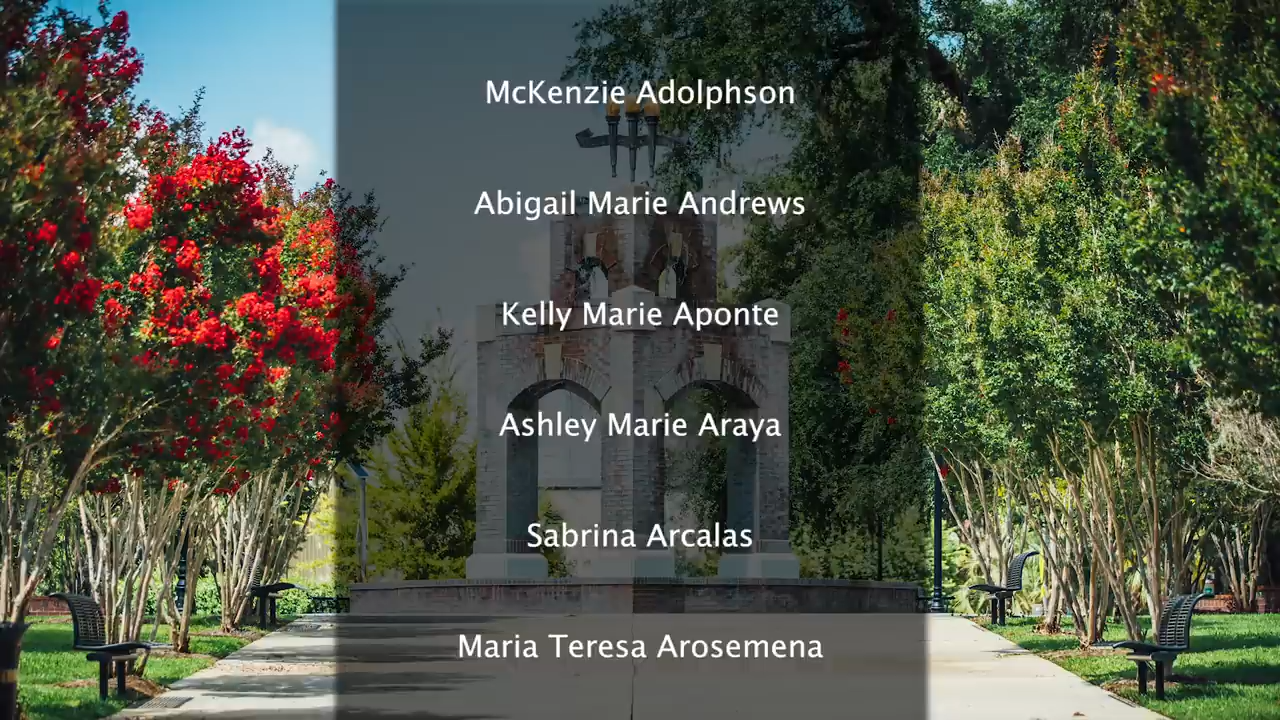 McKenzie Adolphson
Abigail Marie Andrews
Kelly Marie Aponte
Ashley Marie Araya
Sabrina Arcalas
Maria Teresa Arosemena